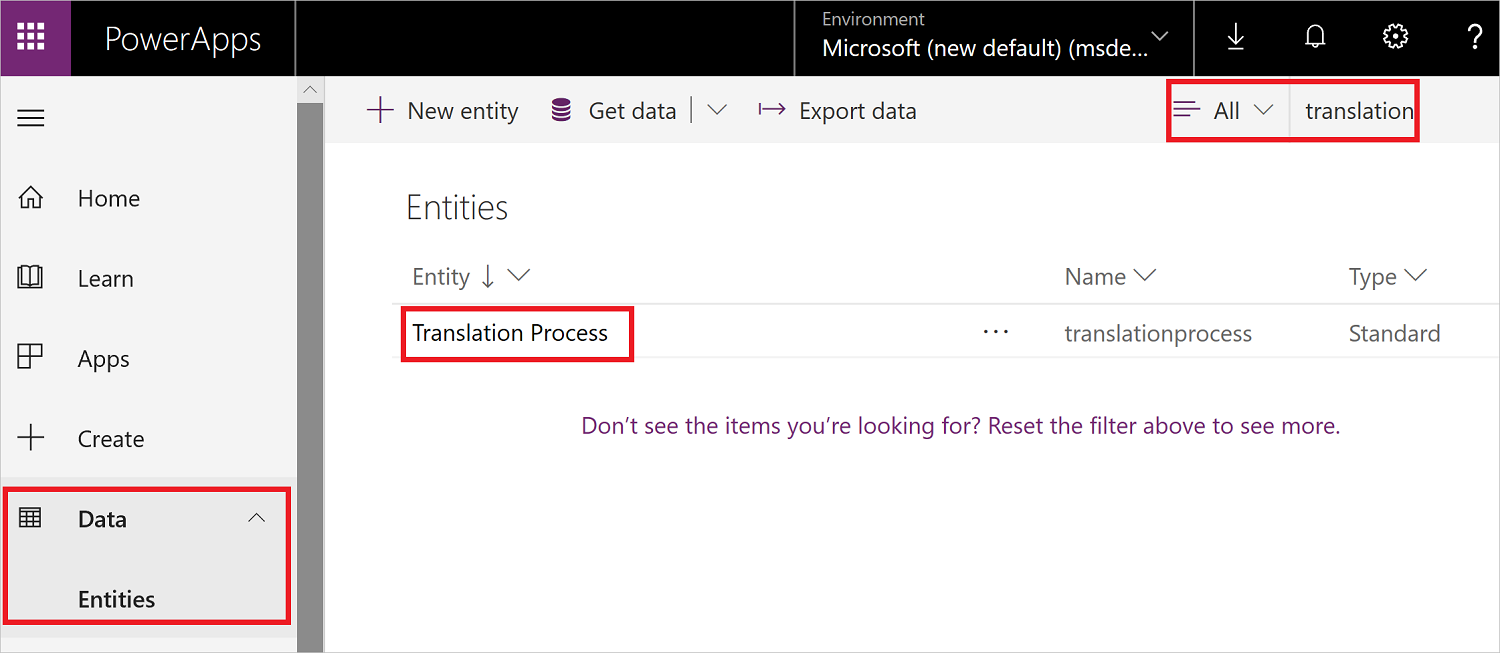 PowerApps
Environment
Microsoft (new default) (msde...
?
New entity
Get data
Export data
All
translation
Home
Learn
Apps
Create
Data
Entities
Entities
Entity
Name
Type
Translation Process
...
translationprocess
Standard
Don’t see the items you’re looking for? Reset the filter above to see more.